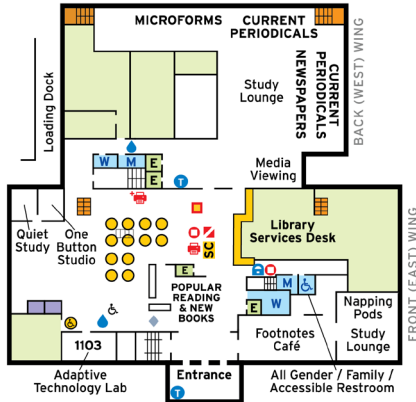 MICROFORMS
CURRENT
PERIODICALS
CURRENT
PERIODICALS
NEWSPAPERS
BACK (WEST) WING
Loading Dock
Study
Lounge
W M E
E
T
Media
Viewing
Quiet
Study
One
Button
Studio
SC
Library
Services Desk
E
POPULAR
READING
& NEW
BOOKS
M
W
E
Napping
Pods
Study
Lounge
FRONT (EAST) WING
Footnotes
Café
1103
Adaptive
Technology Lab
Entrance
T
All Gender / Family /
Accessible Restroom